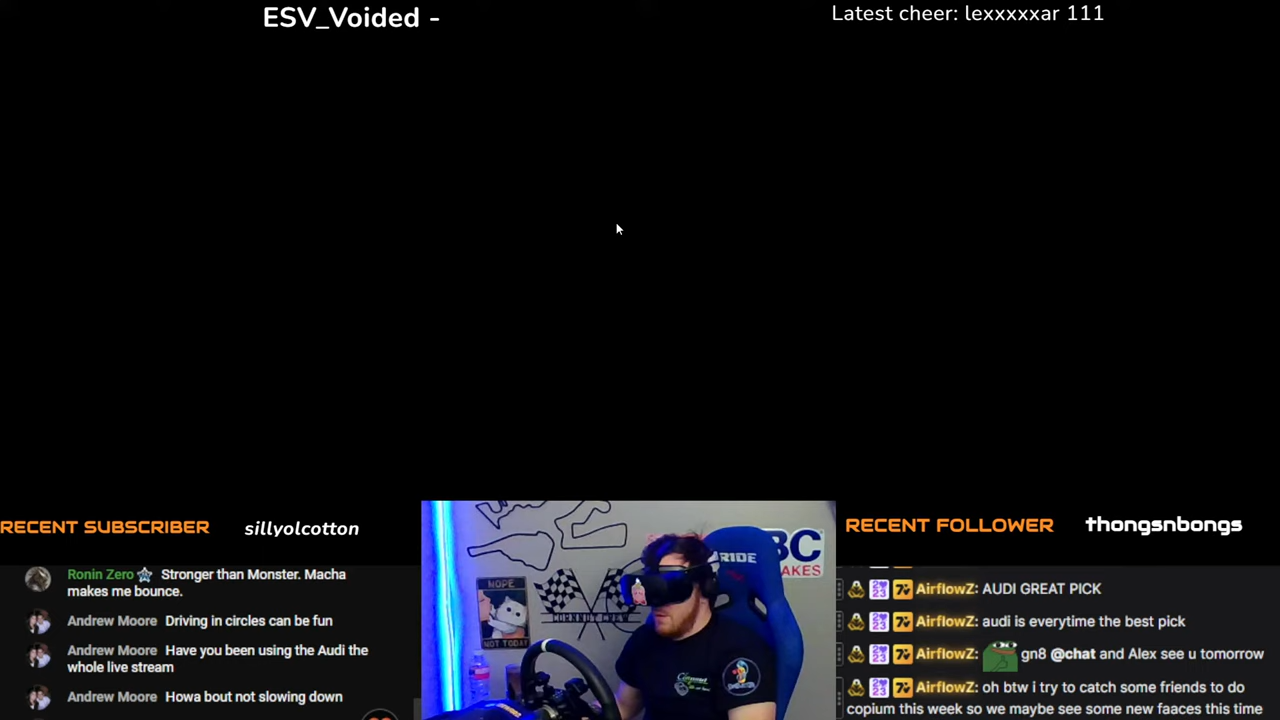 ESV_Voided -
Latest cheer: lexxxxxar 111
RECENT SUBSCRIBER
sillyolcotton
RECENT FOLLOWER
thongsnbongs
Ronin Zero Stronger than Monster. Macha
makes me bounce.
Andrew Moore Driving in circles can be fun
Andrew Moore Have you been using the Audi the
whole live stream
Andrew Moore Howa bout not slowing down
NOPE
NOT TODAY
CORNNUT CREW
RIDE
BC
AKES
AirflowZ: AUDI GREAT PICK
AirflowZ: audi is everytime the best pick
AirflowZ: gn8 @chat and Alex see u tomorrow
AirflowZ: oh btw i try to catch some friends to do
copium this week so we maybe see some new faaces this time